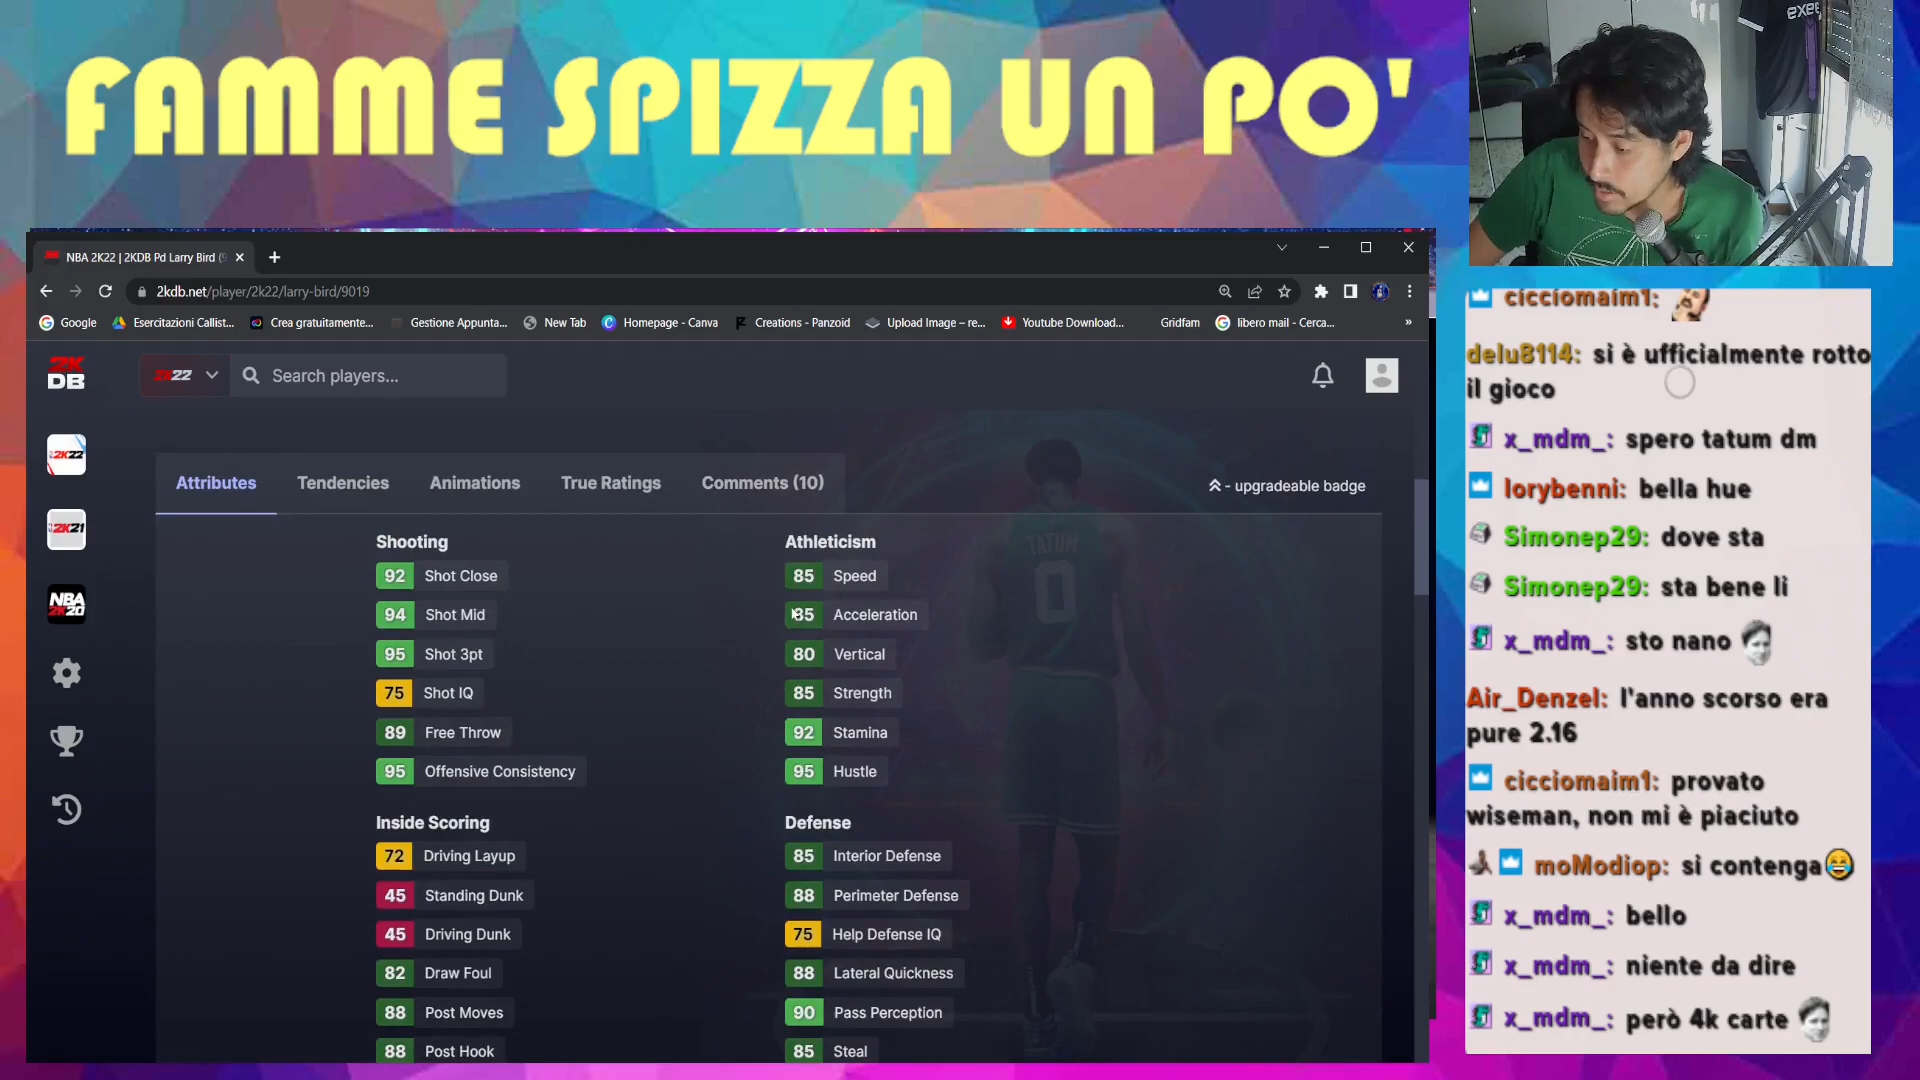 FAMME SPIZZA UN PO'
exee
NBA 2K22 | 2KDB Pd Larry Bird (9
2kdb.net/player/2k22/larry-bird/9019
Google
Esercitazioni Callist...
Crea gratuitamente...
Gestione Appunta...
New Tab
Homepage - Canva
Creations - Panzoid
Upload Image – re...
Youtube Download...
Gridfam
libero mail - Cerca...
»
2K
DB
2K22
Search players...
2K22
2K21
NBA
2K20
Attributes
Tendencies
Animations
True Ratings
Comments (10)
- upgradeable badge
TATUM
0
Shooting
92 Shot Close
94 Shot Mid
95 Shot 3pt
75 Shot IQ
89 Free Throw
95 Offensive Consistency
Inside Scoring
72 Driving Layup
45 Standing Dunk
45 Driving Dunk
82 Draw Foul
88 Post Moves
88 Post Hook
Athleticism
85 Speed
85 Acceleration
80 Vertical
85 Strength
92 Stamina
95 Hustle
Defense
85 Interior Defense
88 Perimeter Defense
75 Help Defense IQ
88 Lateral Quickness
90 Pass Perception
85 Steal
cicciomaim1:
delu8114: si è ufficialmente rotto
il gioco
x_mdm_: spero tatum dm
lorybenni: bella hue
Simonep29: dove sta
Simonep29: sta bene li
x_mdm_: sto nano
Air_Denzel: l'anno scorso era
pure 2.16
cicciomaim1: provato
wiseman, non mi è piaciuto
moModiop: si contenga
x_mdm_: bello
x_mdm_: niente da dire
x_mdm_: però 4k carte